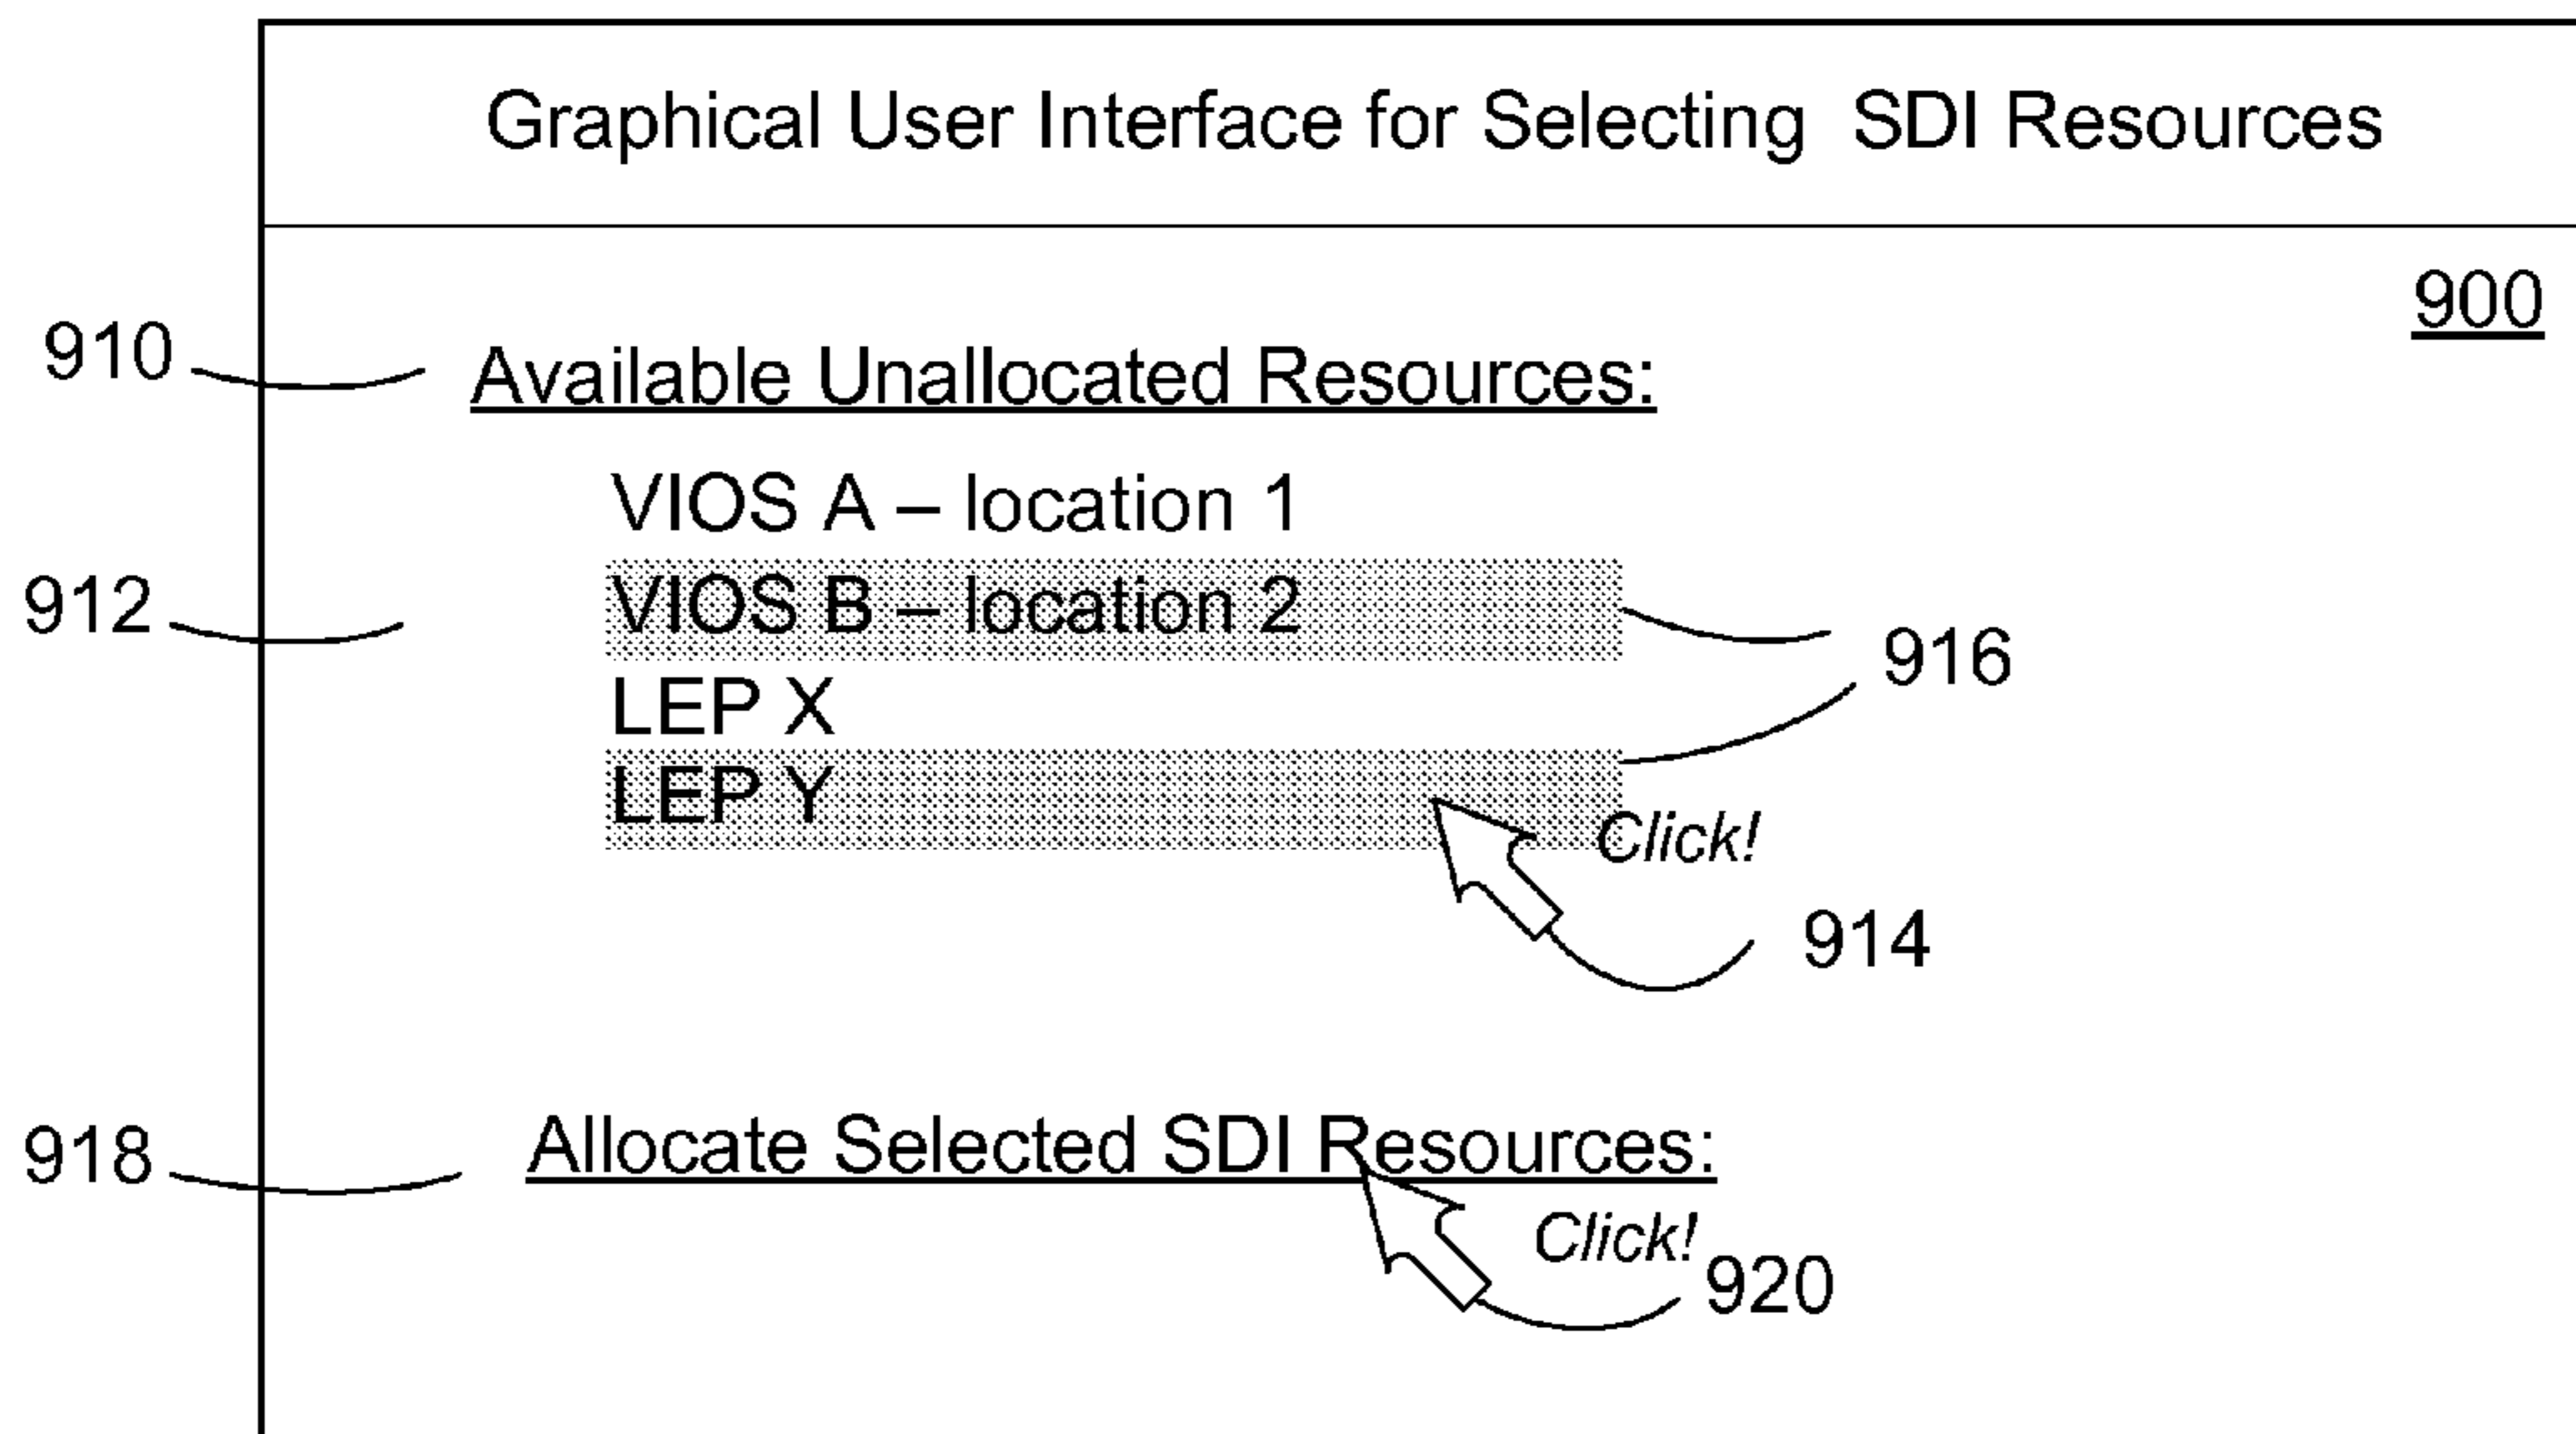 Graphical User Interface for Selecting SDI Resources
900
910 Available Unallocated Resources:
VIOS A – location 1
912 VIOS B – location 2
916
LEP X
LEP Y
Click!
914
918 Allocate Selected SDI Resources:
Click!
920